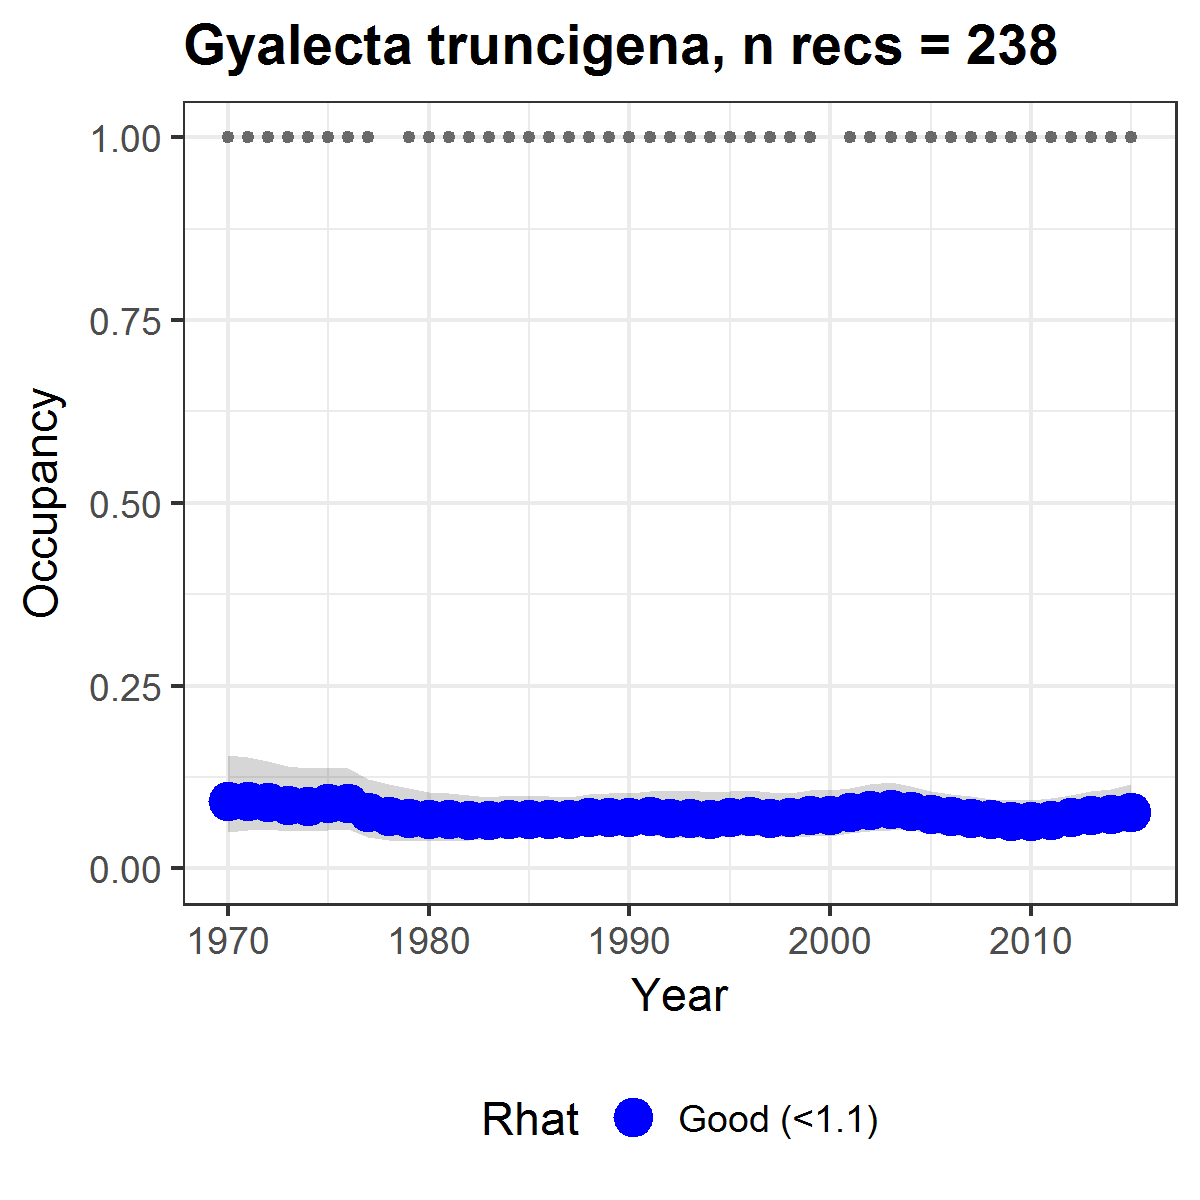 Gyalecta truncigena, n recs = 238
1.00
0.75
0.50
0.25
0.00
Occupancy
1970 1980 1990 2000 2010
Year
Rhat Good (<1.1)